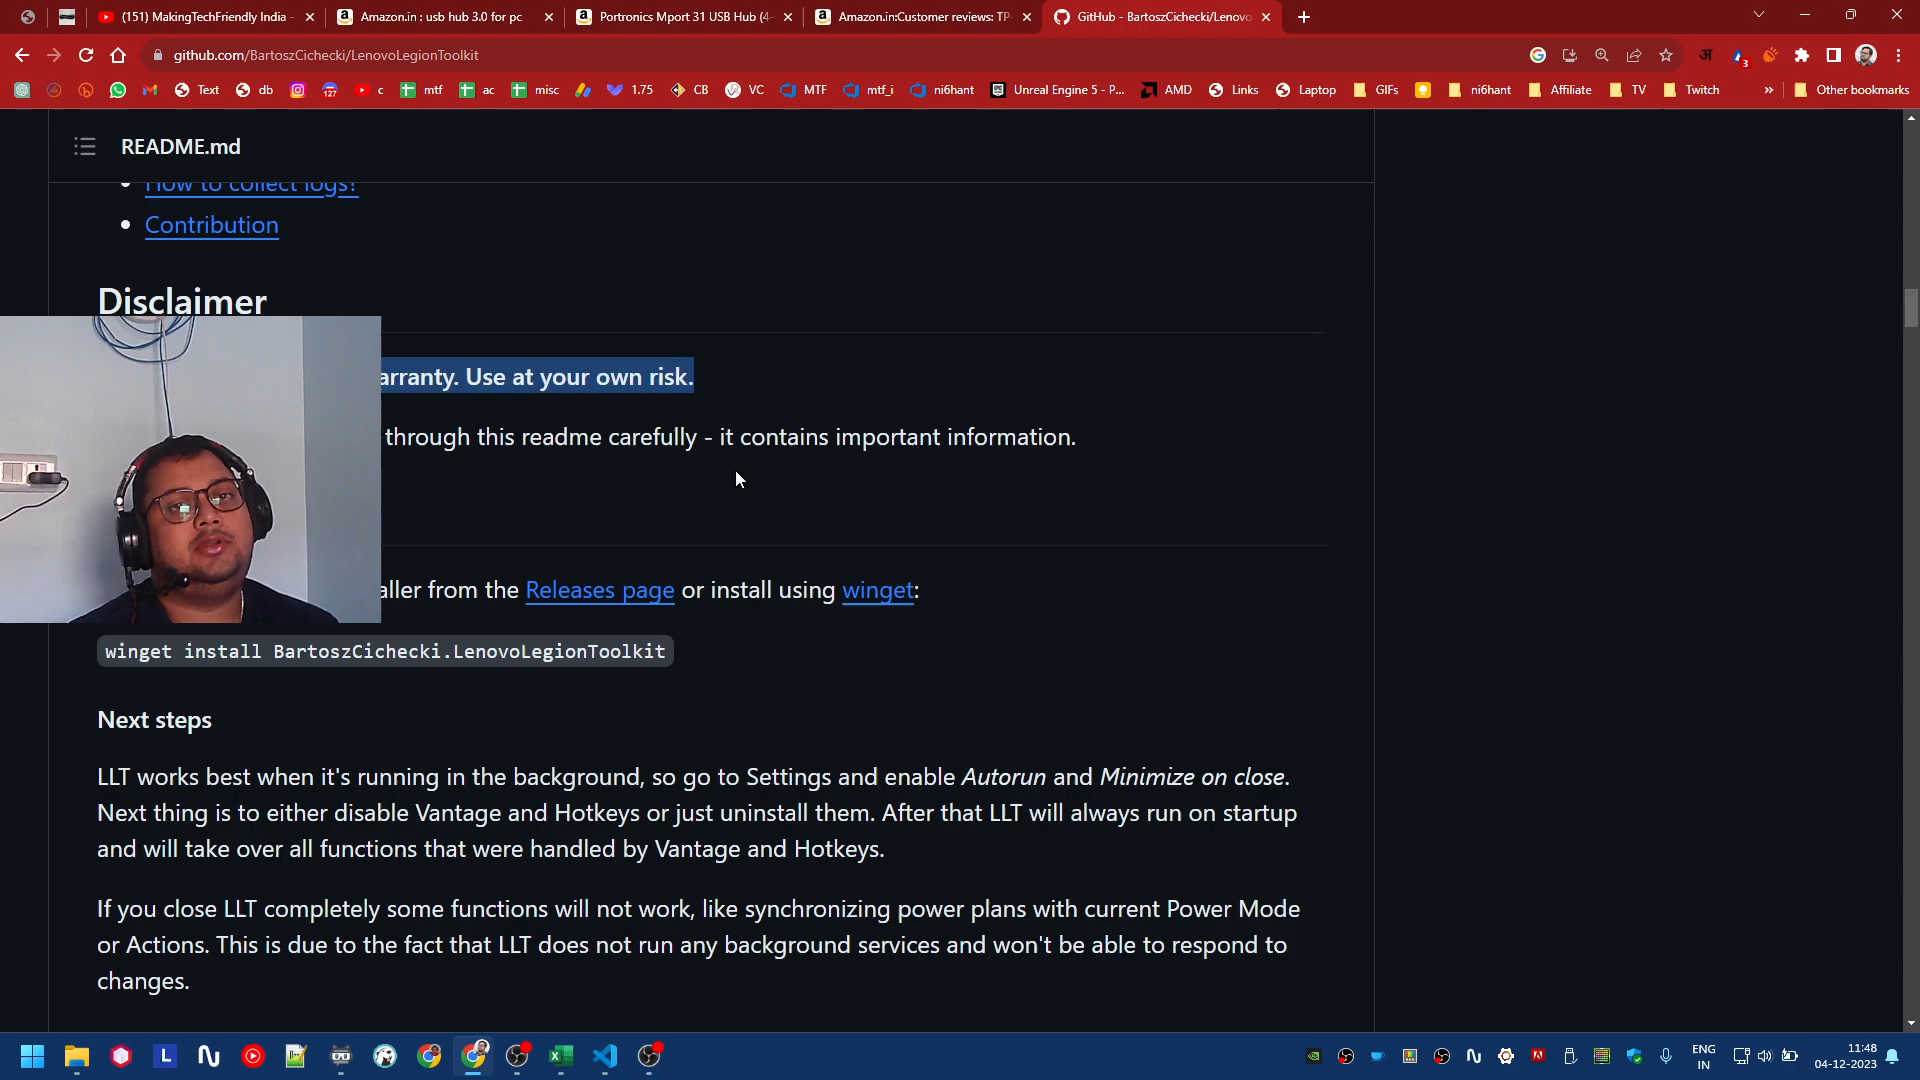 (151) MakingTechFriendly India -
Amazon.in : usb hub 3.0 for pc
Portronics Mport 31 USB Hub (4-
Amazon.in:Customer reviews: TP-
GitHub - BartoszCichecki/Lenovo
github.com/BartoszCichecki/LenovoLegionToolkit
अ
3
Text
db
127
c
mtf
ac
misc
1.75
CB
VC
MTF
mtf_i
ni6hant
Unreal Engine 5 - P...
AMD
Links
Laptop
GIFs
ni6hant
Affiliate
TV
Twitch
»
Other bookmarks
README.md
How to collect logs?
Contribution
Disclaimer
arranty. Use at your own risk.
through this readme carefully - it contains important information.
aller from the Releases page or install using winget:
winget install BartoszCichecki.LenovoLegionToolkit
Next steps
LLT works best when it's running in the background, so go to Settings and enable Autorun and Minimize on close.
Next thing is to either disable Vantage and Hotkeys or just uninstall them. After that LLT will always run on startup
and will take over all functions that were handled by Vantage and Hotkeys.
If you close LLT completely some functions will not work, like synchronizing power plans with current Power Mode
or Actions. This is due to the fact that LLT does not run any background services and won't be able to respond to
changes.
L
ENG
IN
11:48
04-12-2023